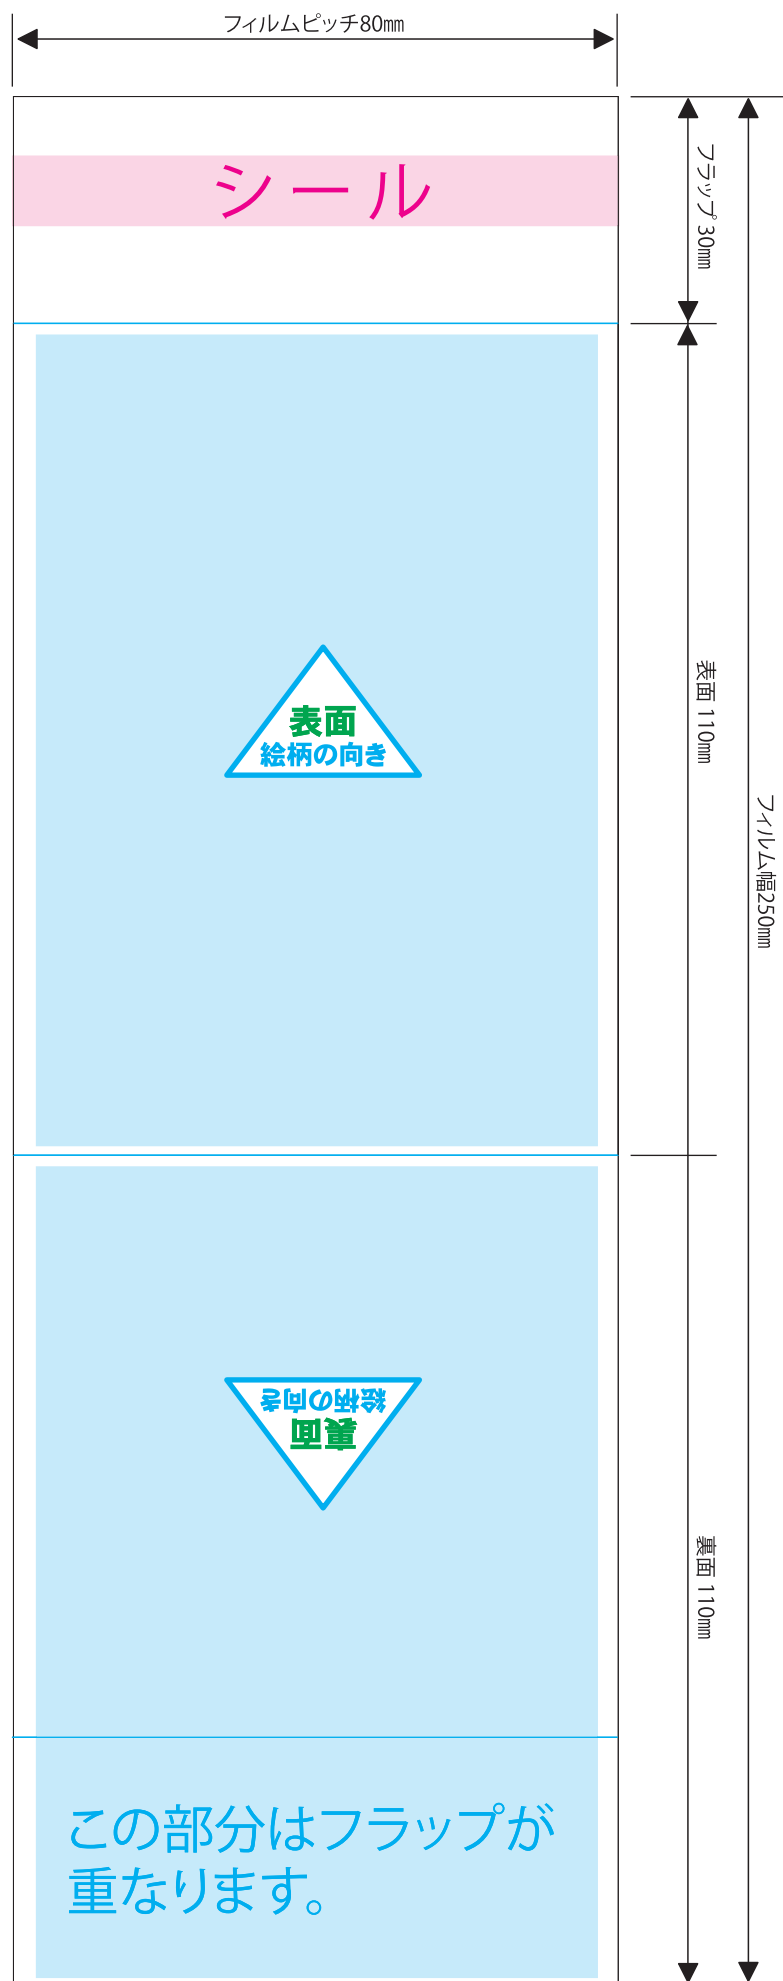 フィルムピッチ80㎜
シール
フラップ 30㎜
表面
絵柄の向き
表面 110㎜
フィルム幅250㎜
裏面
絵柄の向き
裏面 110㎜
この部分はフラップが
重なります。